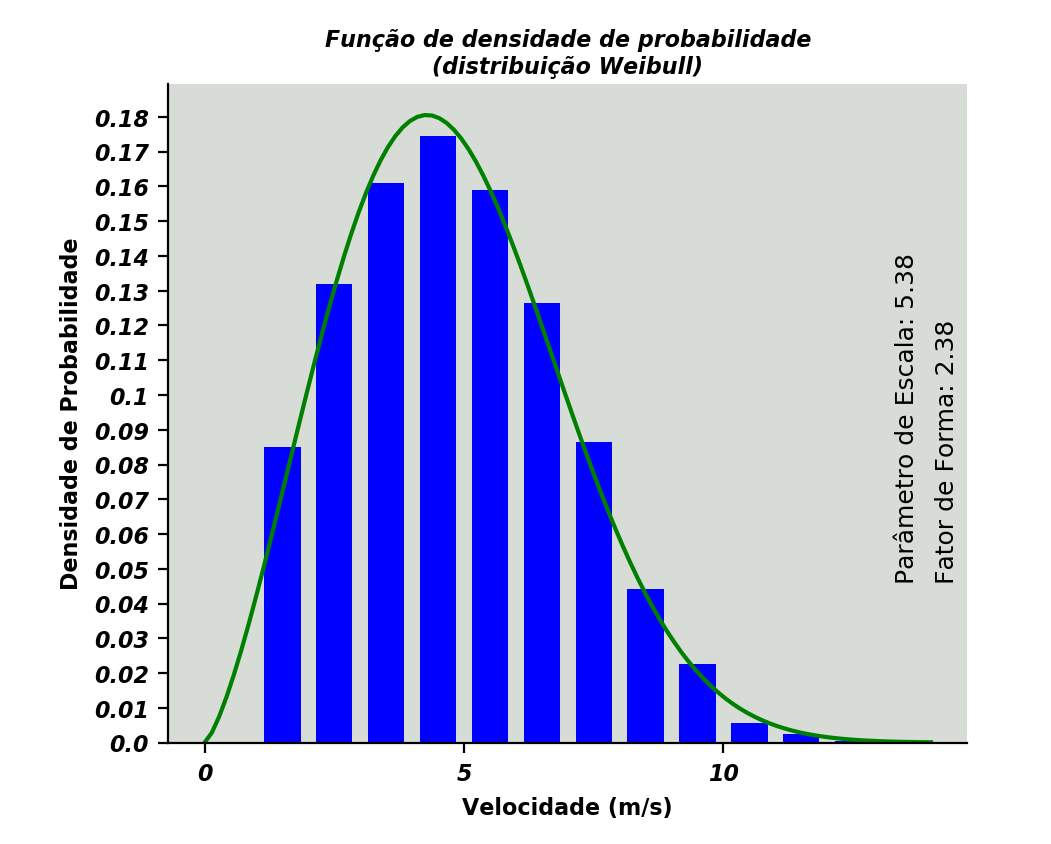 Função de densidade de probabilidade
(distribuição Weibull)
Densidade de Probabilidade
0.18
0.17
0.16
0.15
0.14
0.13
0.12
0.11
0.1
0.09
0.08
0.07
0.06
0.05
0.04
0.03
0.02
0.01
0.0
0 5 10
Velocidade (m/s)
Parâmetro de Escala: 5.38
Fator de Forma: 2.38